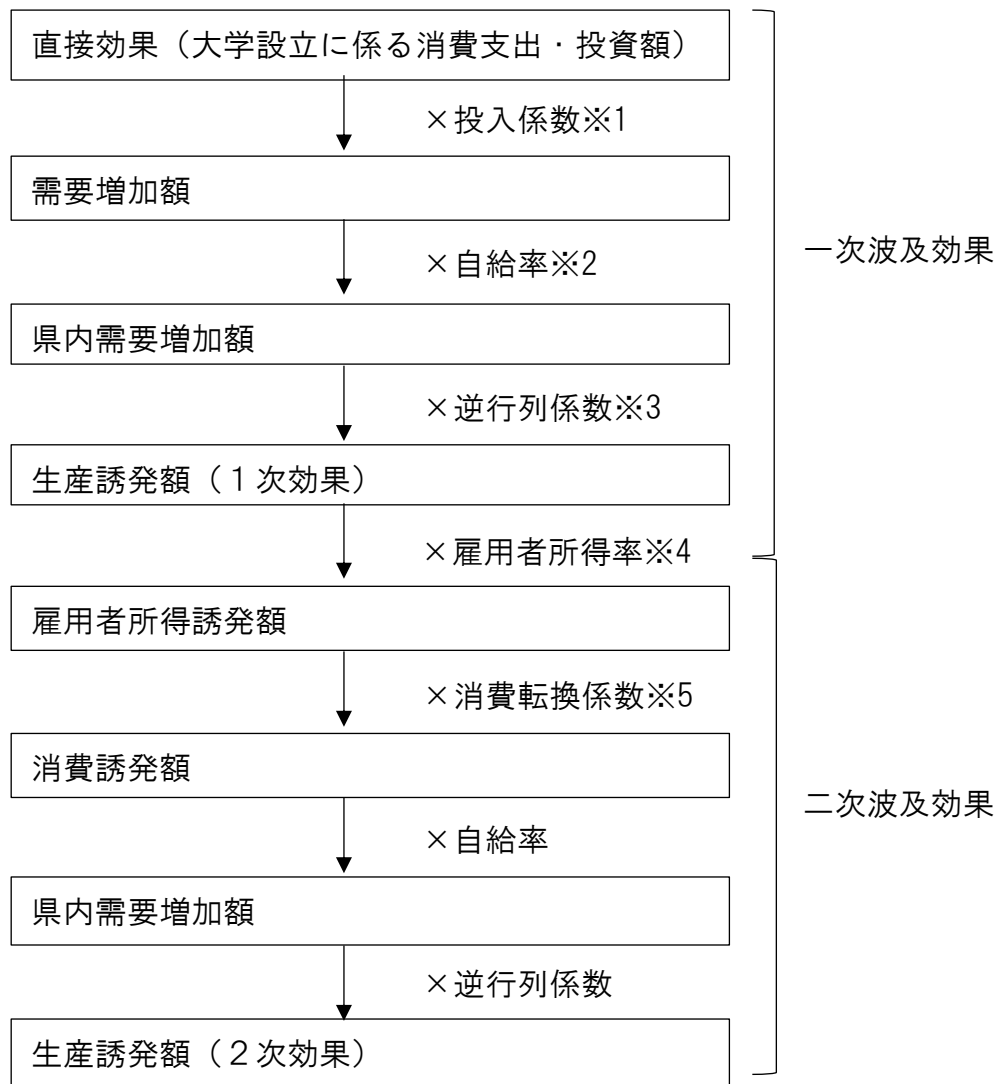 直接効果（大学設立に係る消費支出・投資額）
×投入係数※1
需要増加額
×自給率※2
一次波及効果
県内需要増加額
×逆行列係数※3
生産誘発額（１次効果）
×雇用者所得率※4
雇用者所得誘発額
×消費転換係数※5
消費誘発額
二次波及効果
×自給率
県内需要増加額
×逆行列係数
生産誘発額（２次効果）